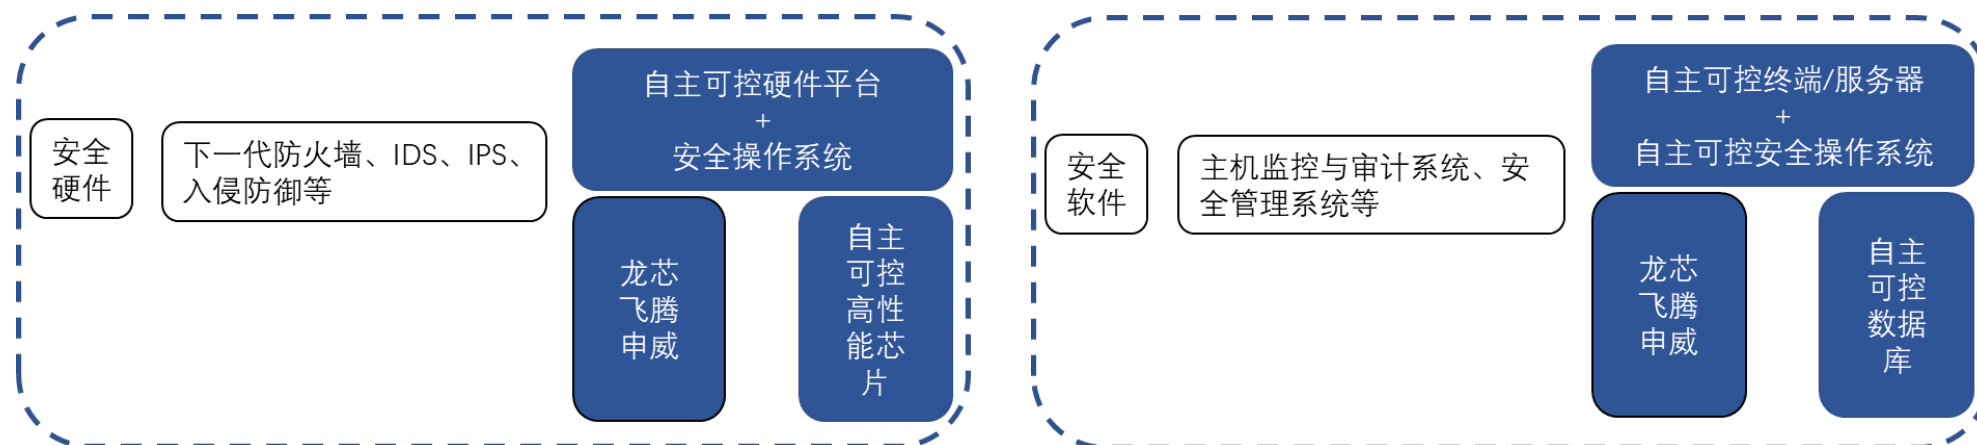 安全
硬件
下一代防火墙、IDS、IPS、
入侵防御等
自主可控硬件平台
+
安全操作系统
龙芯
飞腾
申威
自主
可控
高性
能芯
片
安全
软件
主机监控与审计系统、安
全管理系统等
自主可控终端/服务器
+
自主可控安全操作系统
龙芯
飞腾
申威
自主
可控
数据
库